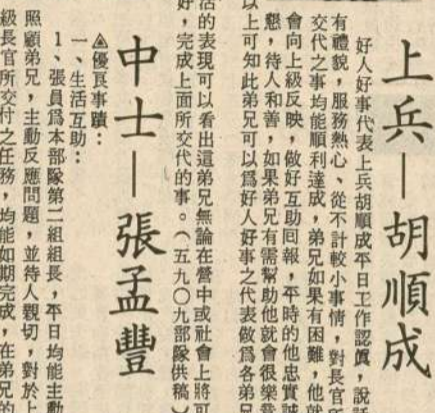 上兵—胡順成
好人好事代表上兵胡順成平日工作認眞，說話
有禮貌，服務熱心、從不計較小事情，對長官所
交代之事均能順利達成，弟兄如果有困難，他就
會向上級反映，做好互助回報，平時的他忠實誠
懇，待人和善，如果弟兄有需幫助他就會很樂意
以上可知此弟兄可以爲好人好事之代表做爲各弟兄
活的表現可以看出這弟兄無論在營中或社會上將可
好，完成上面所交代的事。（五九〇九部隊供稿）
中士—張孟豐
優良事蹟：
一、生活互助：
1、張員爲本部隊第二組組長，平日均能主動
照顧弟兄，主動反應問題，並待人親切，對於上
級長官所交付之任務，均能如期完成，在弟兄的